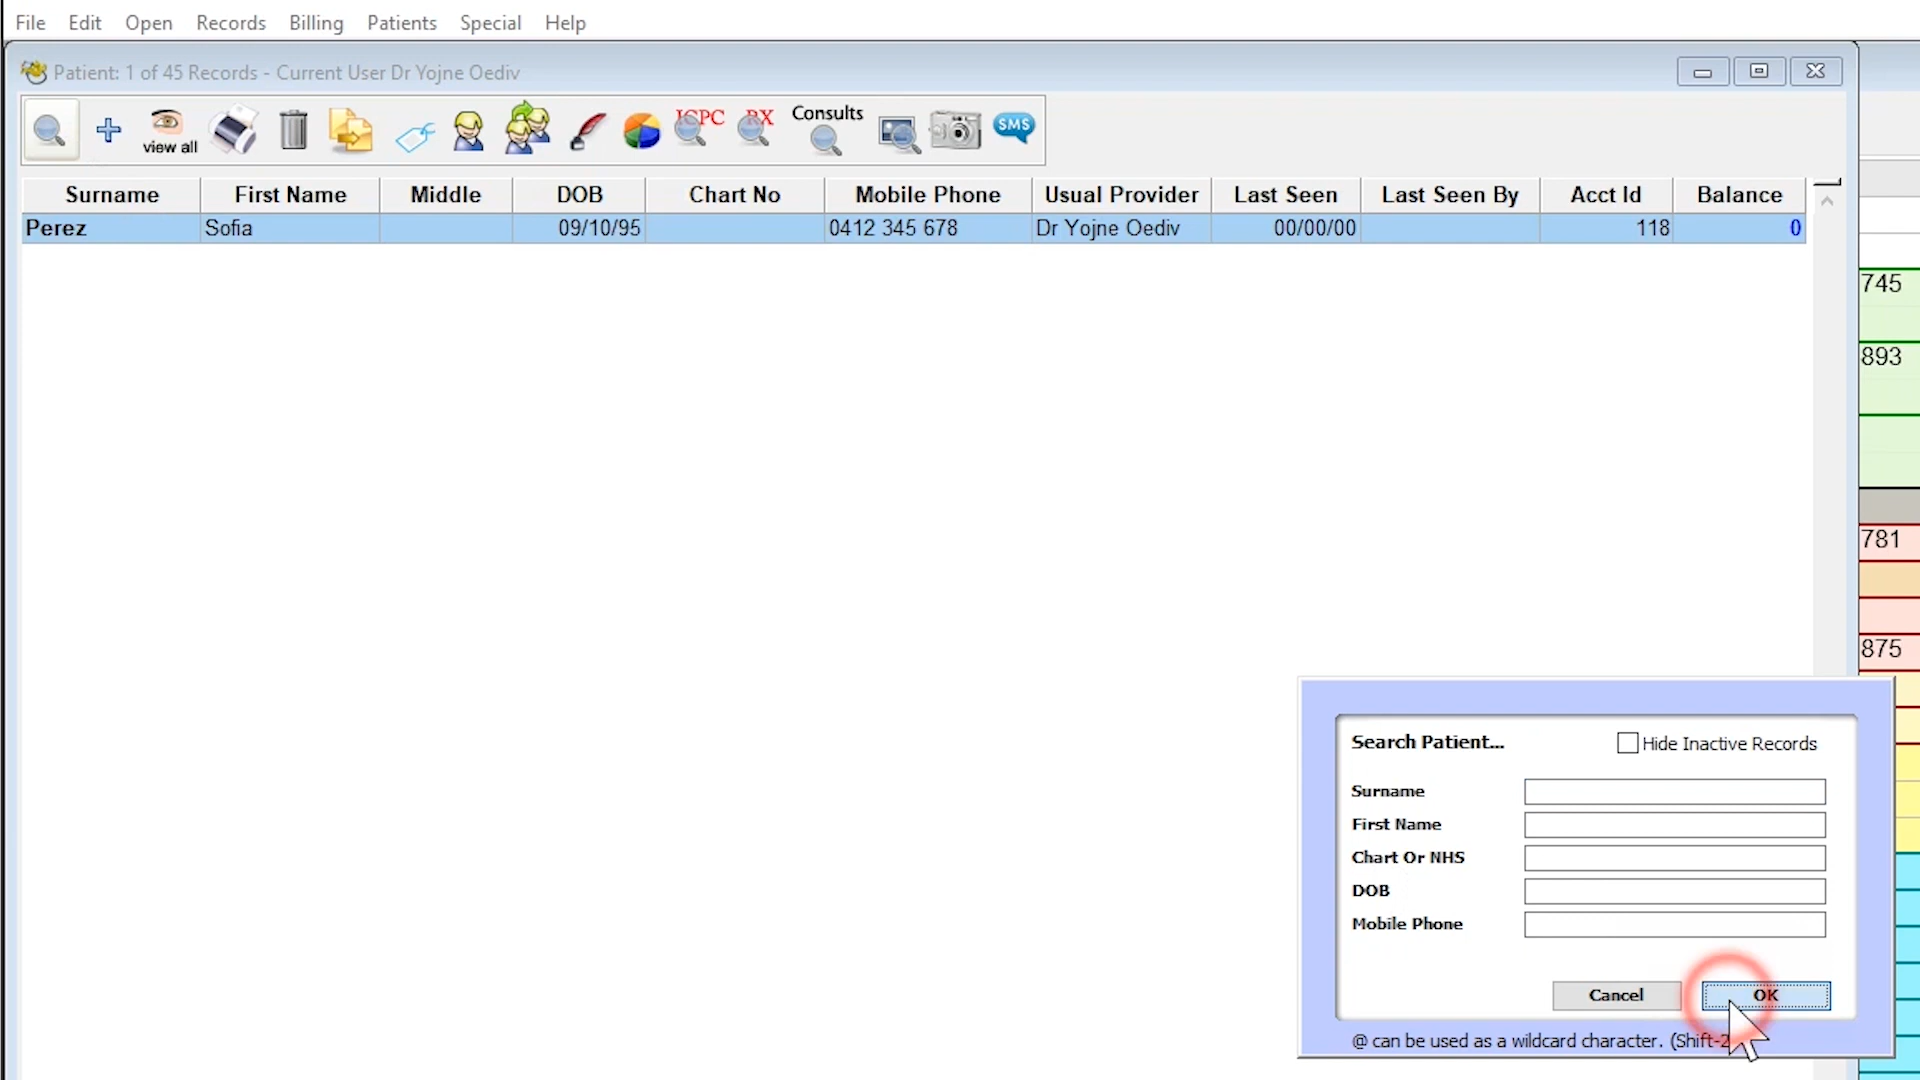 File Edit Open Records Billing Patients Special Help
Patient: 1 of 45 Records - Current User Dr Yojne Oediv
view all ICPC RX Consults SMS
Surname First Name Middle DOB Chart No Mobile Phone Usual Provider Last Seen Last Seen By Acct Id Balance
Perez Sofia 09/10/95 0412 345 678 Dr Yojne Oediv 00/00/00 118 0
745
893
781
875
Search Patient... Hide Inactive Records
Surname
First Name
Chart Or NHS
DOB
Mobile Phone
Cancel OK
@ can be used as a wildcard character. (Shift-2